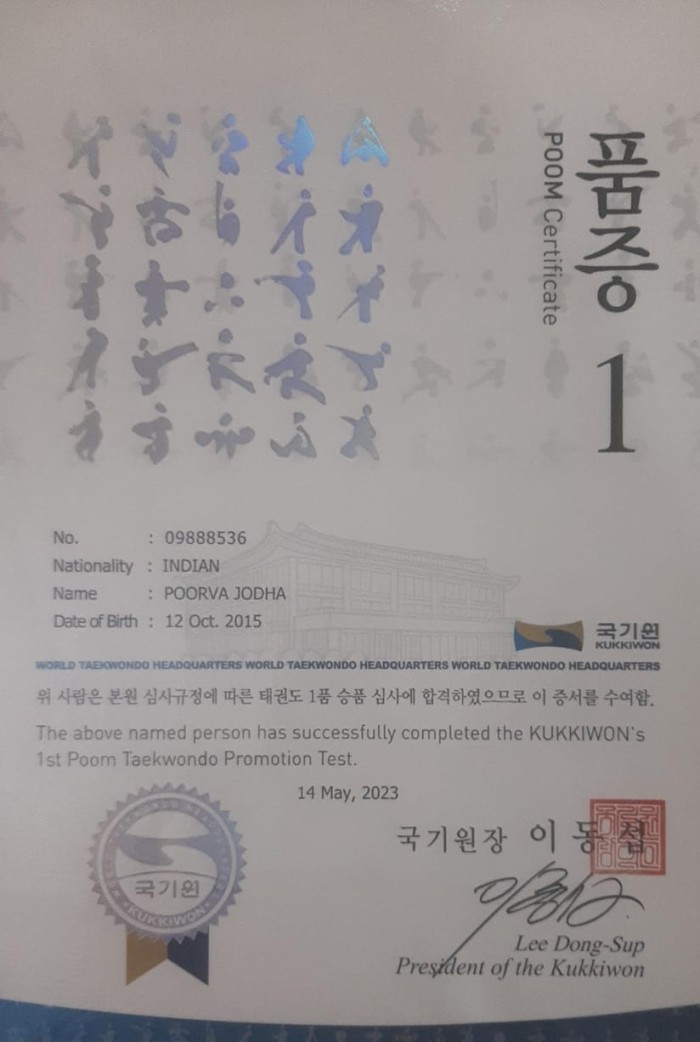 품증
POOM Certificate
1
No. : 09888536
Nationality : INDIAN
Name : POORVA JODHA
Date of Birth : 12 Oct. 2015
국기원
KUKKIWON
WORLD TAEKWONDO HEADQUARTERS WORLD TAEKWONDO HEADQUARTERS WORLD TAEKWONDO HEADQUARTERS
위 사람은 본원 심사규정에 따른 태권도 1품 승품 심사에 합격하였으므로 이 증서를 수여함.
The above named person has successfully completed the KUKKIWON's
1st Poom Taekwondo Promotion Test.
14 May, 2023
국기원장 이동섭
국기원
KUKKIWON
Lee Dong-Sup
President of the Kukkiwon